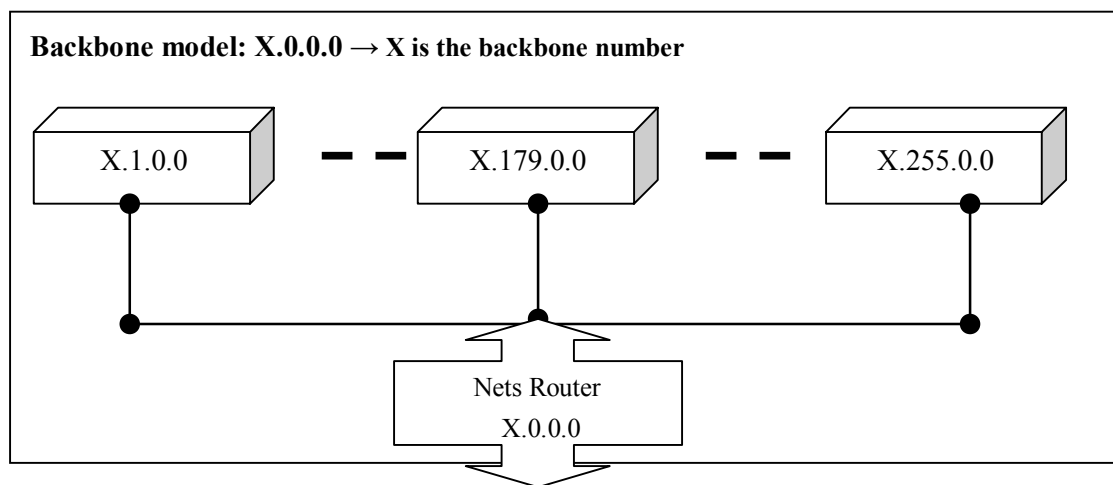 Backbone model: X.0.0.0 → X is the backbone number
X.1.0.0
X.179.0.0
X.255.0.0
Nets Router
X.0.0.0